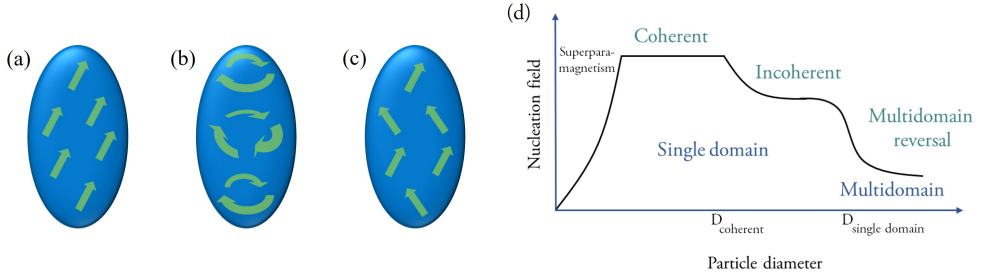 (a)
(b)
(c)
(d)
Nucleation field
Superpara-
magnetism
Coherent
Incoherent
Multidomain
reversal
Single domain
Multidomain
D coherent
D single domain
Particle diameter